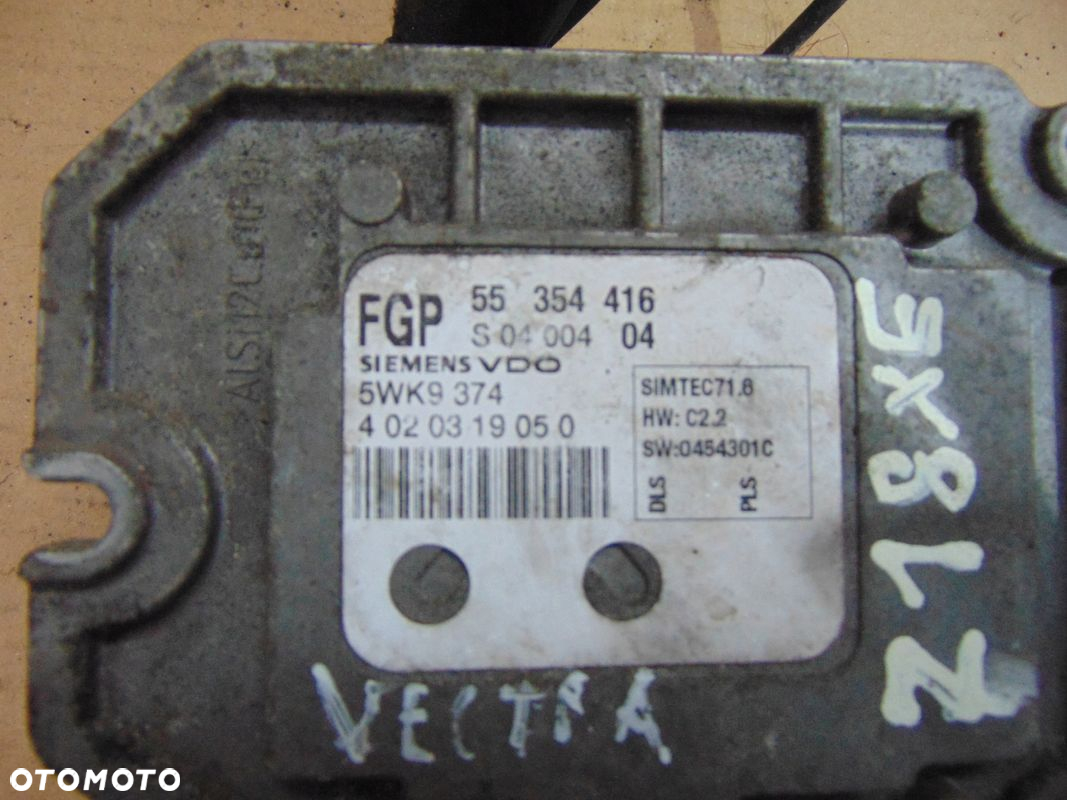 FGP 55 354 416
S 04 004 04
SIEMENS VDO
5WK9 374
4 02 03 19 05 0
SIMTEC71.6
HW: C2.2
SW:0454301C
DLS PLS
VECTRA
Z18XE
OTOMOTO